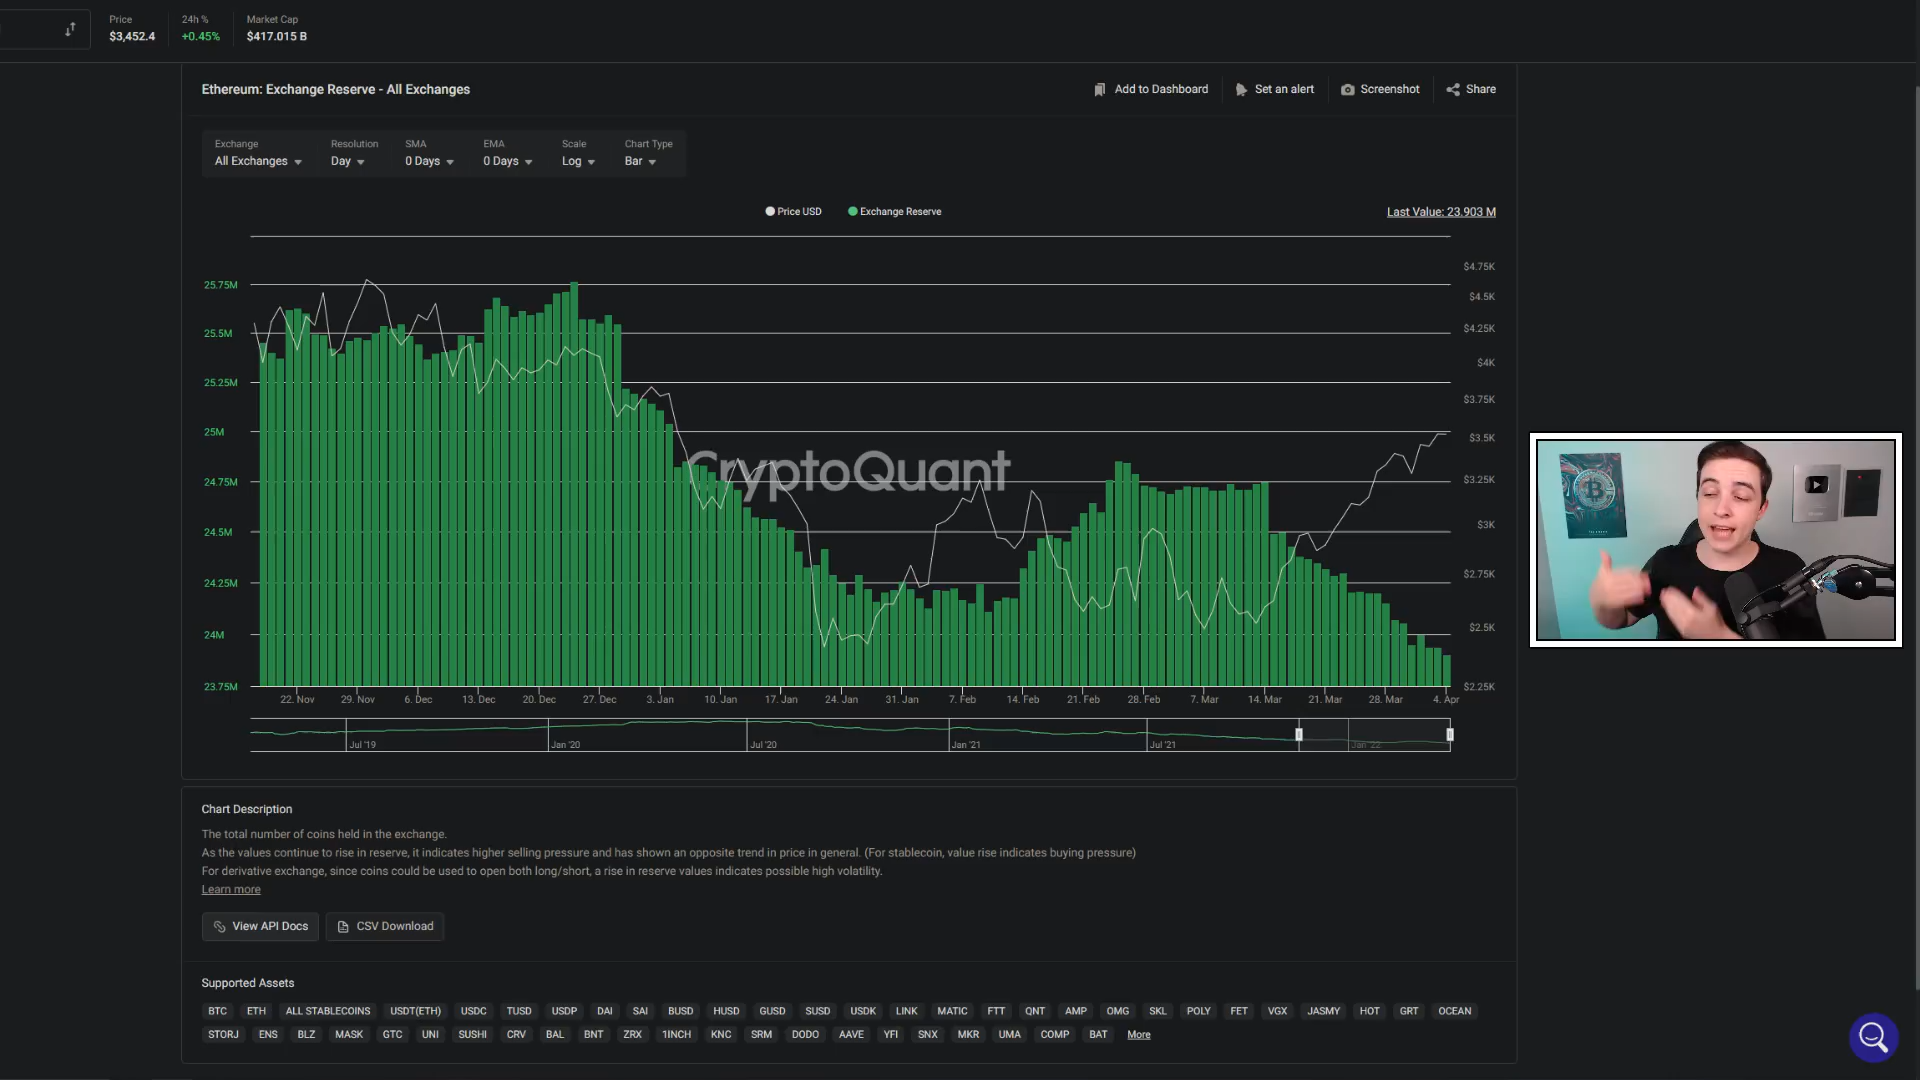 Price
24h %
Market Cap
$3,452.4
+0.45%
$417.015 B
Ethereum: Exchange Reserve - All Exchanges
Add to Dashboard
Set an alert
Screenshot
Share
Exchange
Resolution
SMA
EMA
Scale
Chart Type
All Exchanges
Day
0 Days
0 Days
Log
Bar
Price USD
Exchange Reserve
Last Value: 23.903 M
25.75M
25.5M
25.25M
25M
24.75M
24.5M
24.25M
24M
23.75M
$4.75K
$4.5K
$4.25K
$4K
$3.75K
$3.5K
$3.25K
$3K
$2.75K
$2.5K
$2.25K
CryptoQuant
22. Nov
29. Nov
6. Dec
13. Dec
20. Dec
27. Dec
3. Jan
10. Jan
17. Jan
24. Jan
31. Jan
7. Feb
14. Feb
21. Feb
28. Feb
7. Mar
14. Mar
21. Mar
28. Mar
4. Apr
Jul '19
Jan '20
Jul '20
Jan '21
Jul '21
Jan '22
Chart Description
The total number of coins held in the exchange.
As the values continue to rise in reserve, it indicates higher selling pressure and has shown an opposite trend in price in general. (For stablecoin, value rise indicates buying pressure)
For derivative exchange, since coins could be used to open both long/short, a rise in reserve values indicates possible high volatility.
Learn more
View API Docs
CSV Download
Supported Assets
BTC ETH ALL STABLECOINS USDT(ETH) USDC TUSD USDP DAI SAI BUSD HUSD GUSD SUSD USDK LINK MATIC FTT QNT AMP OMG SKL POLY FET VGX JASMY HOT GRT OCEAN
STORJ ENS BLZ MASK GTC UNI SUSHI CRV BAL BNT ZRX 1INCH KNC SRM DODO AAVE YFI SNX MKR UMA COMP BAT More